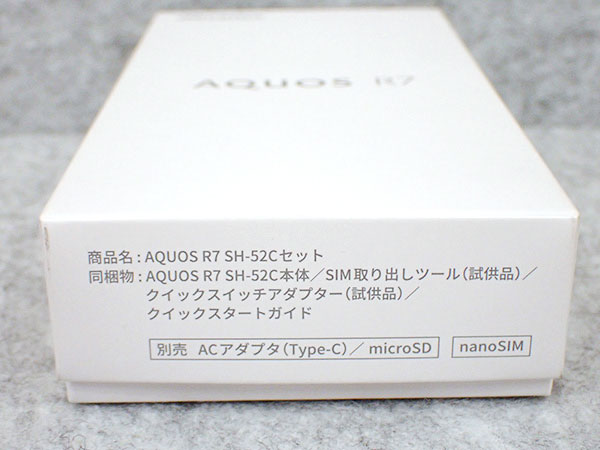 AQUOS R7
商品名：AQUOS R7 SH-52Cセット
同梱物：AQUOS R7 SH-52C本体／SIM取り出しツール（試供品）／
クイックスイッチアダプター（試供品）／
クイックスタートガイド
別売 ACアダプタ（Type-C）／microSD nanoSIM